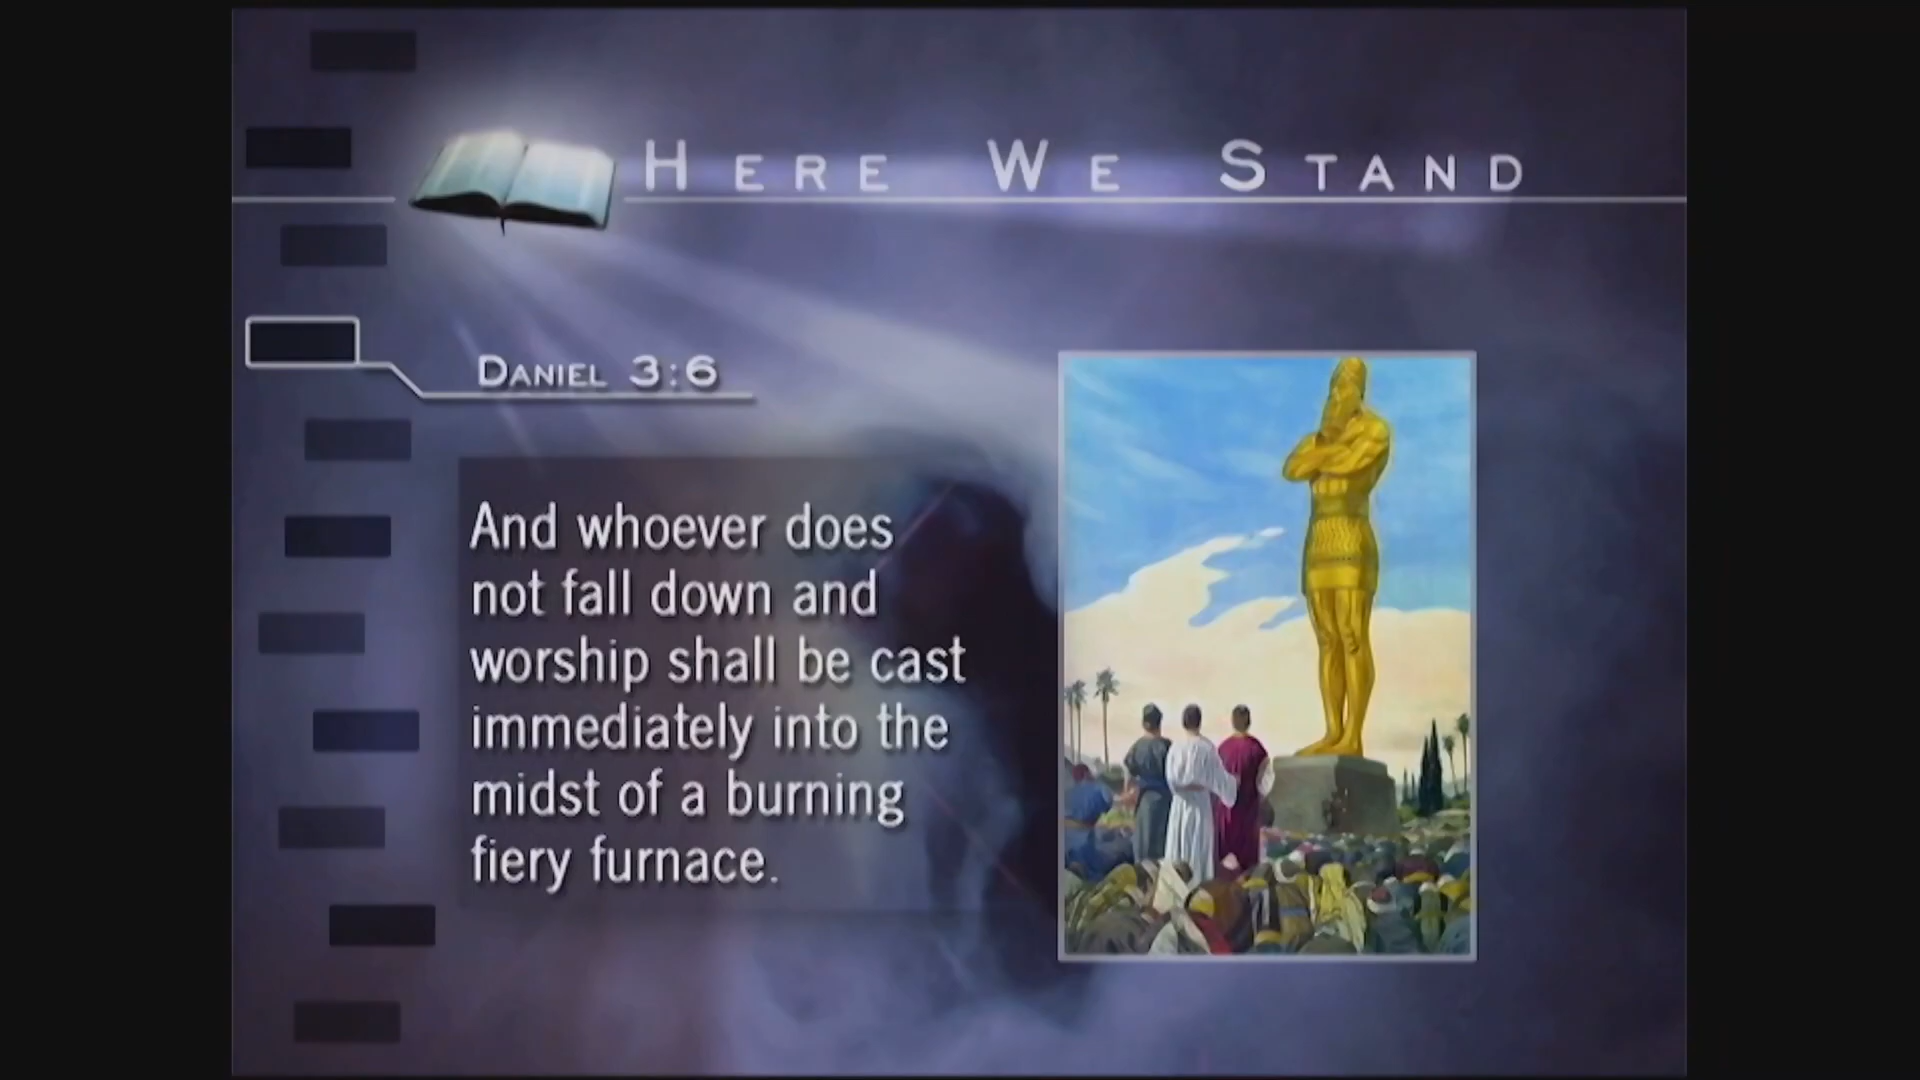 HERE WE STAND
DANIEL 3:6
And whoever does
not fall down and
worship shall be cast
immediately into the
midst of a burning
fiery furnace.